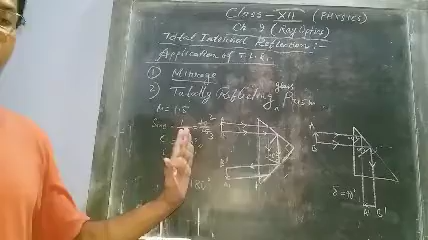 Class-XII (PHYSICS)
Ch-9 (Ray Optics)
Total Internal Reflection:-
Application of T.I.R.
① Mirrage
② Totally Reflecting glass Prism
μ = 1.5
A
B
A
B
B'
A'
δ = 90°
180°